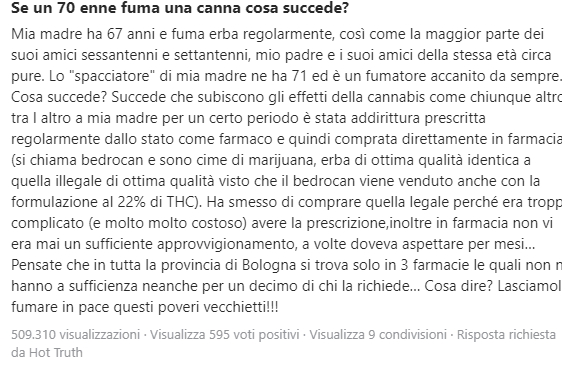 Se un 70 enne fuma una canna cosa succede?
Mia madre ha 67 anni e fuma erba regolarmente, così come la maggior parte dei
suoi amici sessantenni e settantenni, mio padre e i suoi amici della stessa età circa
pure. Lo "spacciatore" di mia madre ne ha 71 ed è un fumatore accanito da sempre.
Cosa succede? Succede che subiscono gli effetti della cannabis come chiunque altro
tra l altro a mia madre per un certo periodo è stata addirittura prescritta
regolarmente dallo stato come farmaco e quindi comprata direttamente in farmacia
(si chiama bedrocan e sono cime di marijuana, erba di ottima qualità identica a
quella illegale di ottima qualità visto che il bedrocan viene venduto anche con la
formulazione al 22% di THC). Ha smesso di comprare quella legale perché era tropp
complicato (e molto molto costoso) avere la prescrizione,inoltre in farmacia non vi
era mai un sufficiente approvvigionamento, a volte doveva aspettare per mesi...
Pensate che in tutta la provincia di Bologna si trova solo in 3 farmacie le quali non n
hanno a sufficienza neanche per un decimo di chi la richiede... Cosa dire? Lasciamol
fumare in pace questi poveri vecchietti!!!
509.310 visualizzazioni · Visualizza 595 voti positivi · Visualizza 9 condivisioni · Risposta richiesta
da Hot Truth